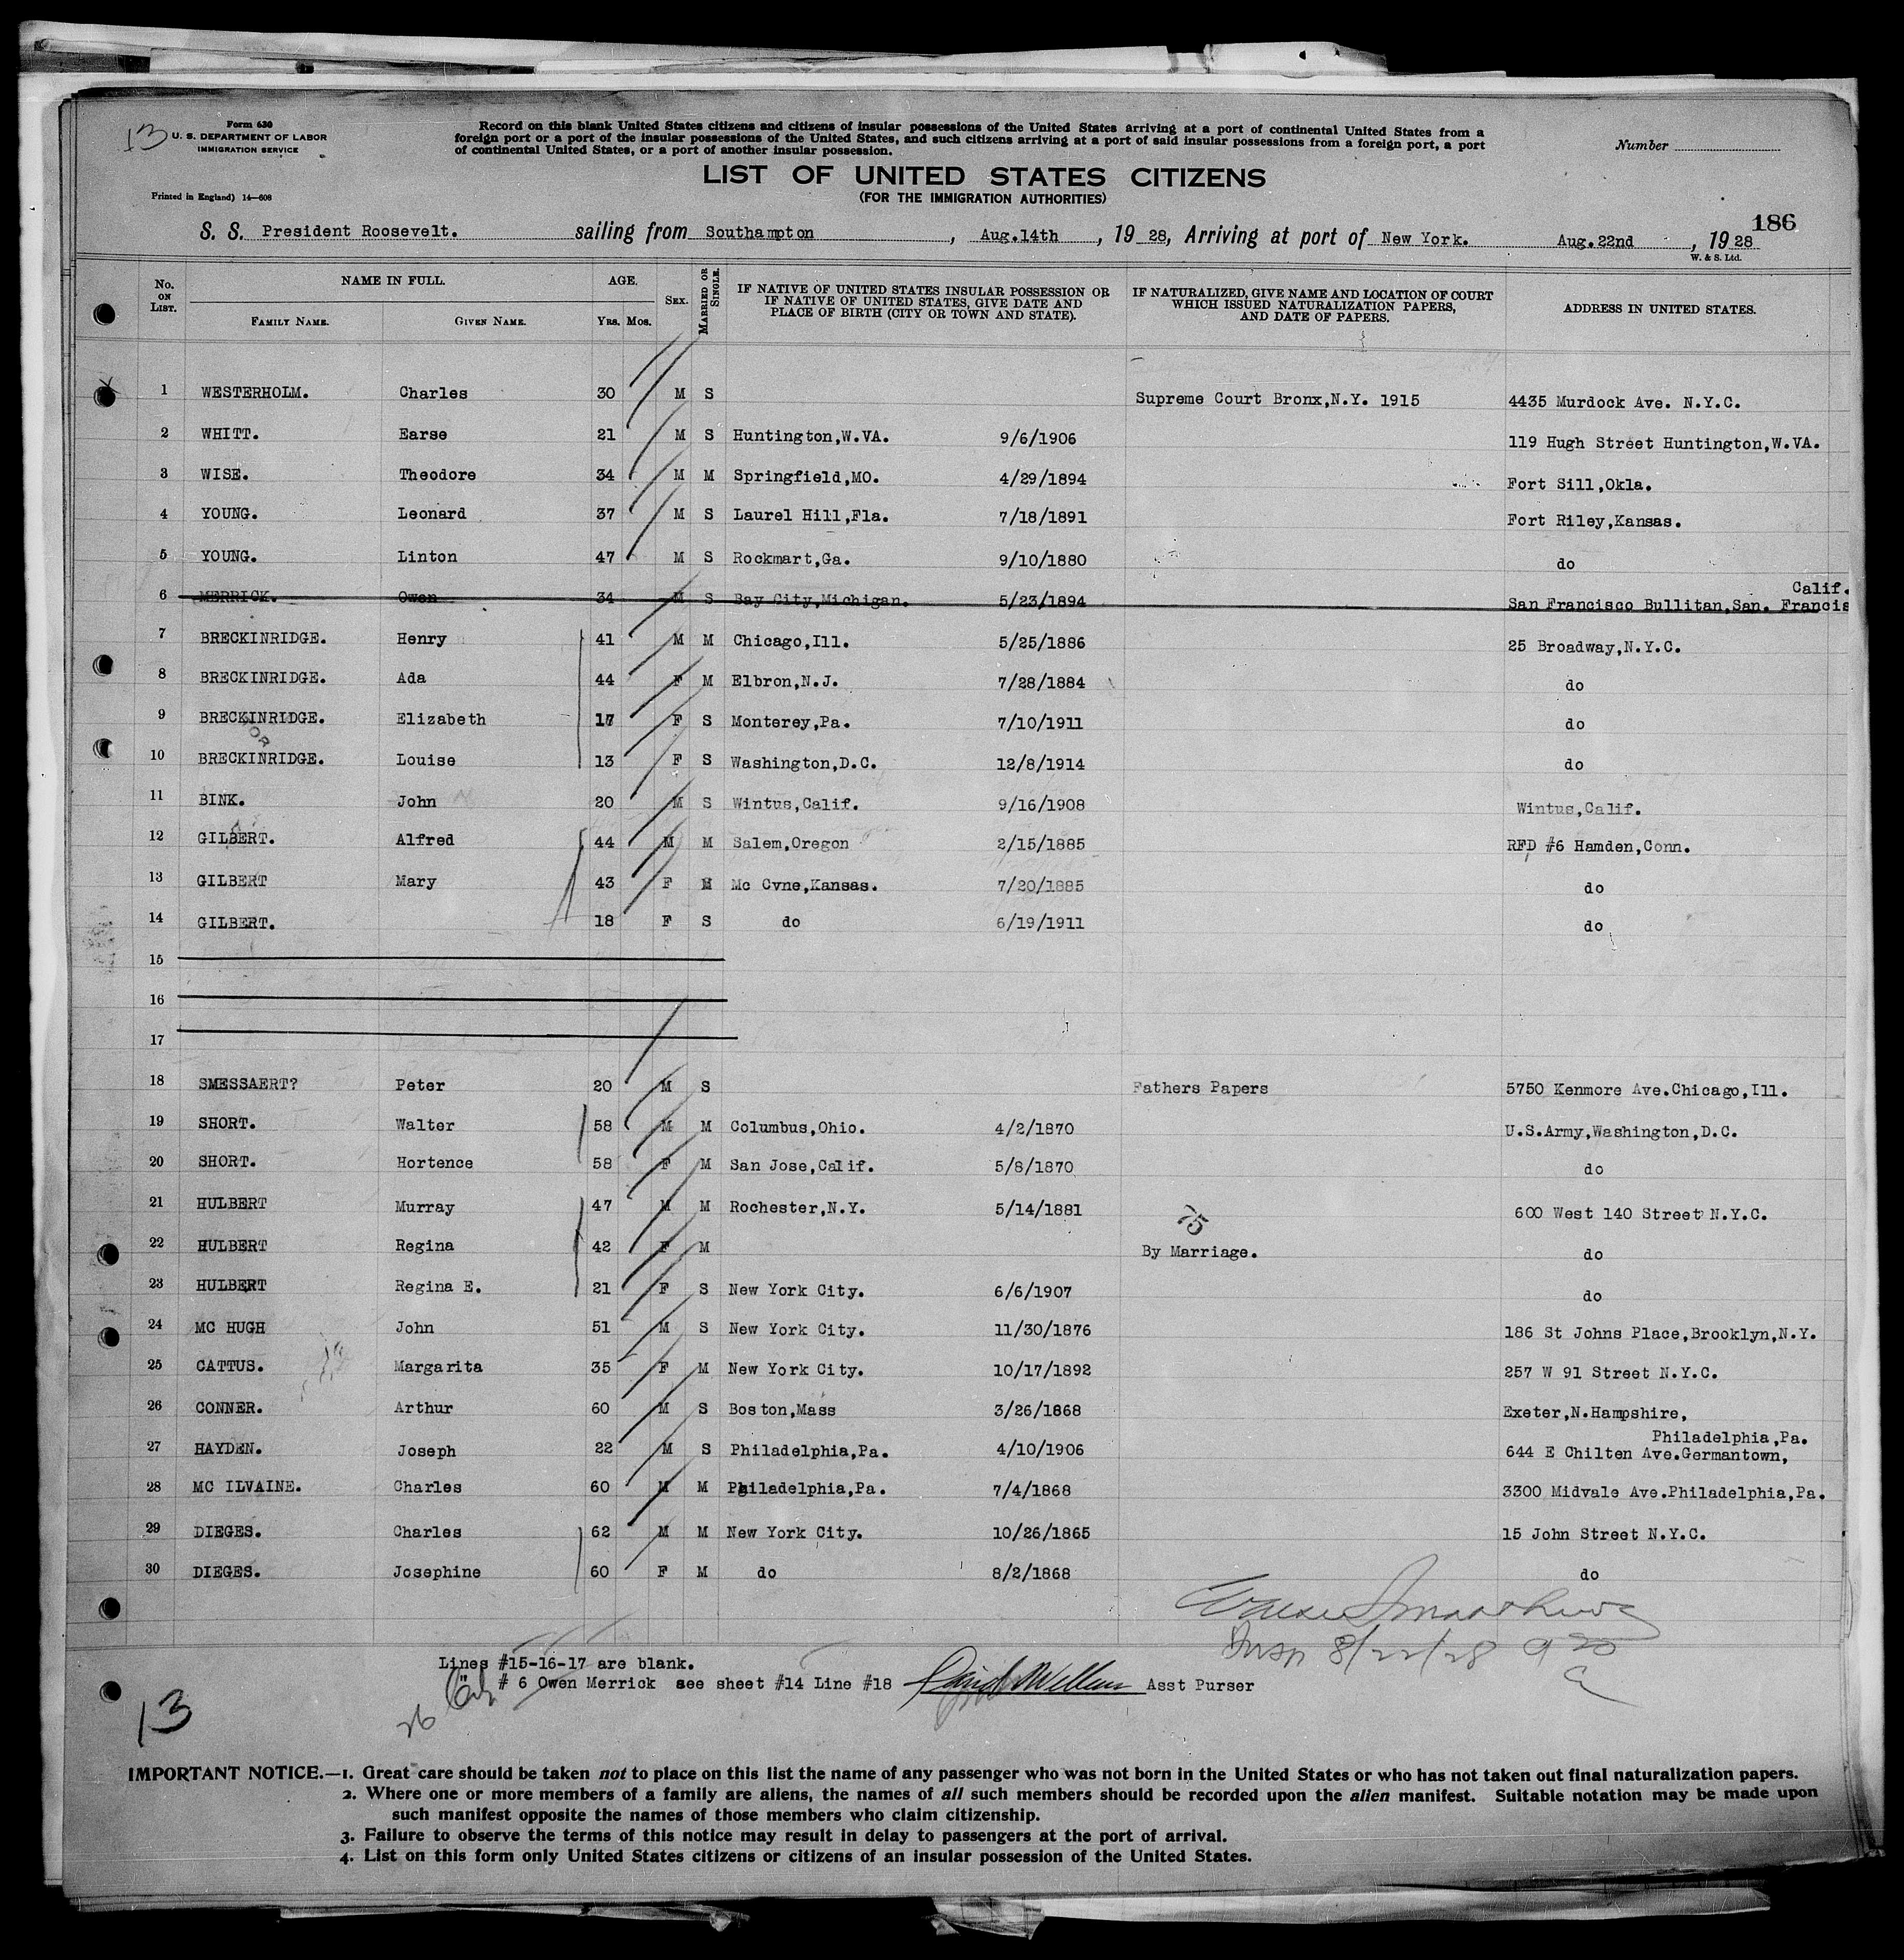 13
Form 630
U. S. DEPARTMENT OF LABOR
IMMIGRATION SERVICE
Printed in England) 14—608
Record on this blank United States citizens and citizens of insular possessions of the United States arriving at a port of continental United States from a
foreign port or a port of the insular possessions of the United States, and such citizens arriving at a port of said insular possessions from a foreign port, a port
of continental United States, or a port of another insular possession.
Number
LIST OF UNITED STATES CITIZENS
(FOR THE IMMIGRATION AUTHORITIES)
186
S. S. President Roosevelt. sailing from Southampton, Aug.14th, 19 28, Arriving at port of New York. Aug.22nd, 19 28
W. & S. Ltd.
No. ON LIST. NAME IN FULL. FAMILY NAME. GIVEN NAME. AGE. YRS. MOS. SEX. MARRIED OR SINGLE. IF NATIVE OF UNITED STATES INSULAR POSSESSION OR IF NATIVE OF UNITED STATES, GIVE DATE AND PLACE OF BIRTH (CITY OR TOWN AND STATE). IF NATURALIZED, GIVE NAME AND LOCATION OF COURT WHICH ISSUED NATURALIZATION PAPERS, AND DATE OF PAPERS. ADDRESS IN UNITED STATES.
1 WESTERHOLM. Charles 30 M S Supreme Court Bronx,N.Y. 1915 4435 Murdock Ave. N.Y.C.
2 WHITT. Earse 21 M S Huntington,W.VA. 9/6/1906 119 Hugh Street Huntington,W.VA.
3 WISE. Theodore 34 M M Springfield,MO. 4/29/1894 Fort Sill,Okla.
4 YOUNG. Leonard 37 M S Laurel Hill,Fla. 7/18/1891 Fort Riley,Kansas.
5 YOUNG. Linton 47 M S Rockmart,Ga. 9/10/1880 do
Calif.
6 MERRICK. Owen 34 M S Bay City,Michigan. 5/23/1894 San Francisco Bullitan,San. Francis
7 BRECKINRIDGE. Henry 41 M M Chicago,Ill. 5/25/1886 25 Broadway,N.Y.C.
8 BRECKINRIDGE. Ada 44 F M Elbron,N.J. 7/28/1884 do
9 BRECKINRIDGE. Elizabeth 17 F S Monterey,Pa. 7/10/1911 do
10 BRECKINRIDGE. Louise 13 F S Washington,D.C. 12/8/1914 do
11 BINK. John 20 M S Wintus,Calif. 9/16/1908 Wintus,Calif.
12 GILBERT. Alfred 44 M M Salem,Oregon 2/15/1885 RFD #6 Hamden,Conn.
13 GILBERT Mary 43 F M Mc Cvne,Kansas. 7/20/1885 do
14 GILBERT. 18 F S do 6/19/1911 do
15
16
17
18 SMESSAERT? Peter 20 M S Fathers Papers 5750 Kenmore Ave.Chicago,Ill.
19 SHORT. Walter 58 M M Columbus,Ohio. 4/2/1870 U.S.Army,Washington,D.C.
20 SHORT. Hortence 58 F M San Jose,Calif. 5/8/1870 do
21 HULBERT Murray 47 M M Rochester,N.Y. 5/14/1881 600 West 140 Street N.Y.C.
75
22 HULBERT Regina 42 F M By Marriage. do
23 HULBERT Regina E. 21 F S New York City. 6/6/1907 do
24 MC HUGH John 51 M S New York City. 11/30/1876 186 St Johns Place,Brooklyn,N.Y.
25 CATTUS. Margarita 35 F M New York City. 10/17/1892 257 W 91 Street N.Y.C.
26 CONNER. Arthur 60 M S Boston,Mass 3/26/1868 Exeter,N.Hampshire,
Philadelphia,Pa.
27 HAYDEN. Joseph 22 M S Philadelphia,Pa. 4/10/1906 644 E Chilten Ave.Germantown,
28 MC ILVAINE. Charles 60 M M Philadelphia,Pa. 7/4/1868 3300 Midvale Ave.Philadelphia,Pa.
29 DIEGES. Charles 62 M M New York City. 10/26/1865 15 John Street N.Y.C.
30 DIEGES. Josephine 60 F M do 8/2/1868 do
8/22/28
Lines #15-16-17 are blank.
" # 6 Owen Merrick see sheet #14 Line #18 Asst Purser
13
26
IMPORTANT NOTICE.—1. Great care should be taken not to place on this list the name of any passenger who was not born in the United States or who has not taken out final naturalization papers.
2. Where one or more members of a family are aliens, the names of all such members should be recorded upon the alien manifest. Suitable notation may be made upon
such manifest opposite the names of those members who claim citizenship.
3. Failure to observe the terms of this notice may result in delay to passengers at the port of arrival.
4. List on this form only United States citizens or citizens of an insular possession of the United States.